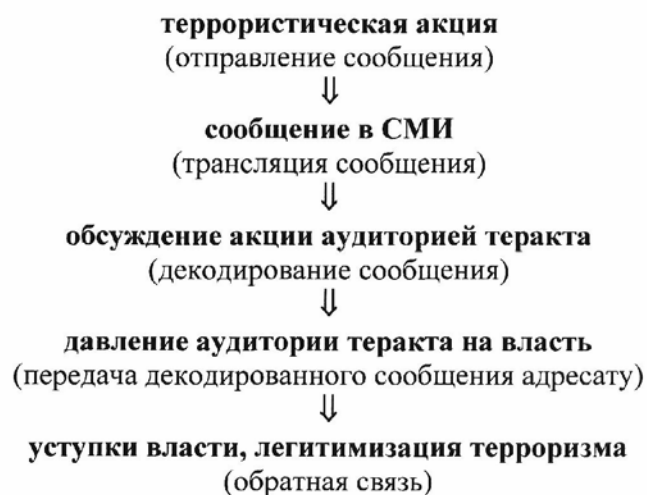 террористическая акция
(отправление сообщения)
⇓
сообщение в СМИ
(трансляция сообщения)
⇓
обсуждение акции аудиторией теракта
(декодирование сообщения)
⇓
давление аудитории теракта на власть
(передача декодированного сообщения адресату)
⇓
уступки власти, легитимизация терроризма
(обратная связь)